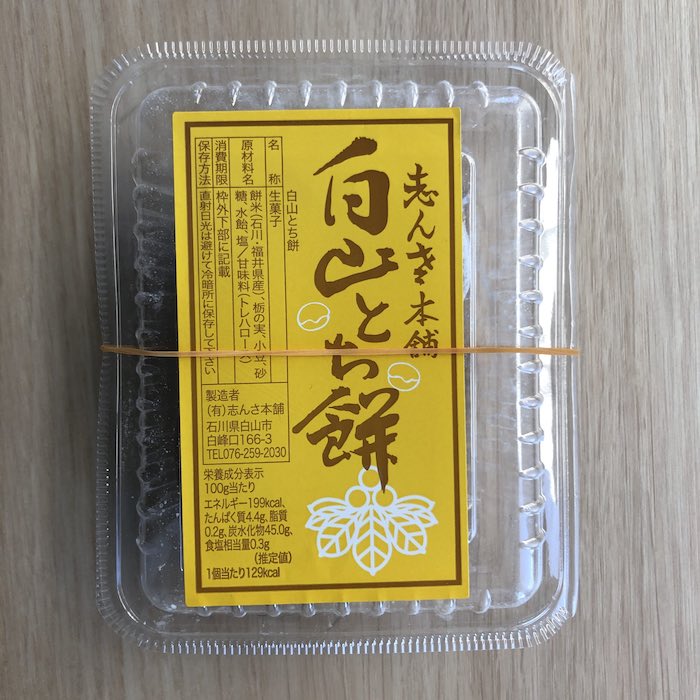 志んさ本舗
白山とち餅
名称
白山とち餅
生菓子
原材料名
餅米(石川・福井県産)、栃の実、小豆、砂
糖、水飴、塩/甘味料(トレハロース)
消費期限
枠外下部に記載
保存方法
直射日光は避けて冷暗所に保存して下さい
製造者
(有)志んさ本舗
石川県白山市
白峰口166-3
TEL076-259-2030
栄養成分表示
100g当たり
エネルギー199kcal、
たんぱく質4.4g、脂質
0.2g、炭水化物45.0g、
食塩相当量0.3g
(推定値)
1個当たり129kcal